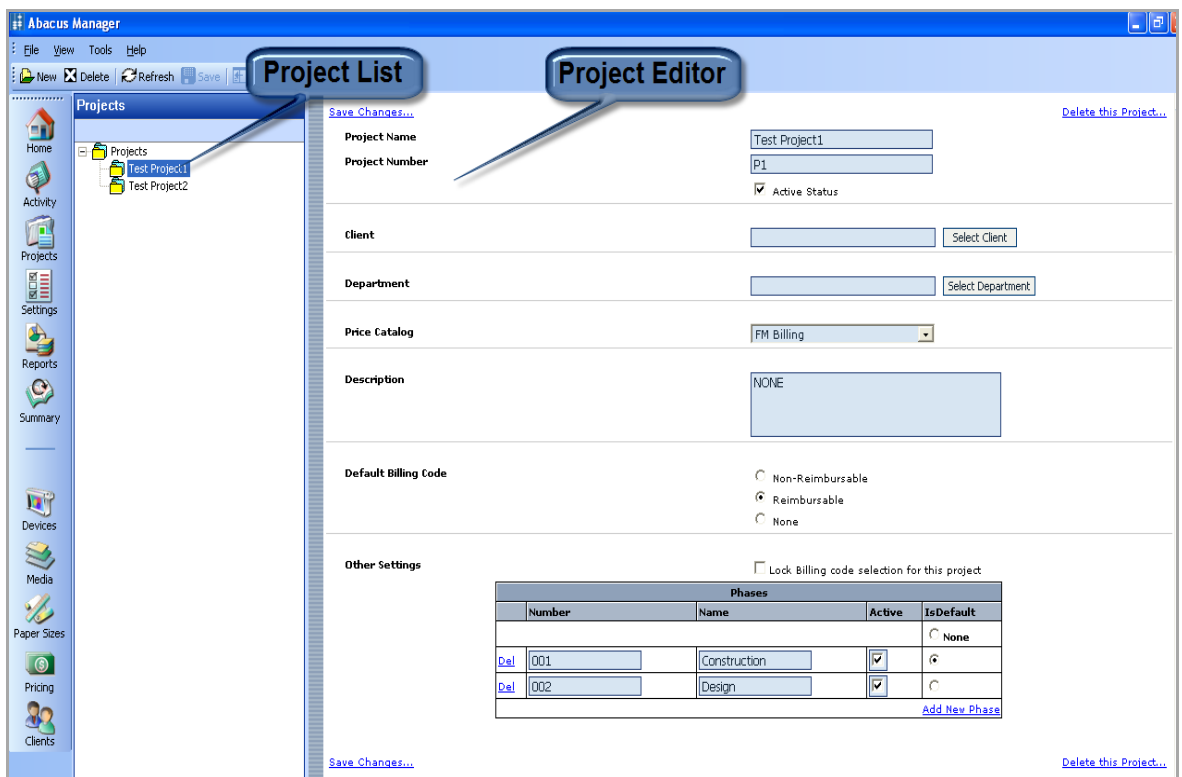 Abacus Manager
File View Tools Help
New Delete Refresh Save
Project List
Project Editor
Home
Activity
Projects
Settings
Reports
Summary
Devices
Media
Paper Sizes
Pricing
Clients
Projects
Projects
Test Project1
Test Project2
Save Changes... Delete this Project...
Project Name Test Project1
Project Number P1
Active Status
Client Select Client
Department Select Department
Price Catalog FM Billing
Description NONE
Default Billing Code Non-Reimbursable
Reimbursable
None
Other Settings Lock Billing code selection for this project
Phases
Number Name Active IsDefault
None
Del 001 Construction
Del 002 Design
Add New Phase
Save Changes... Delete this Project...